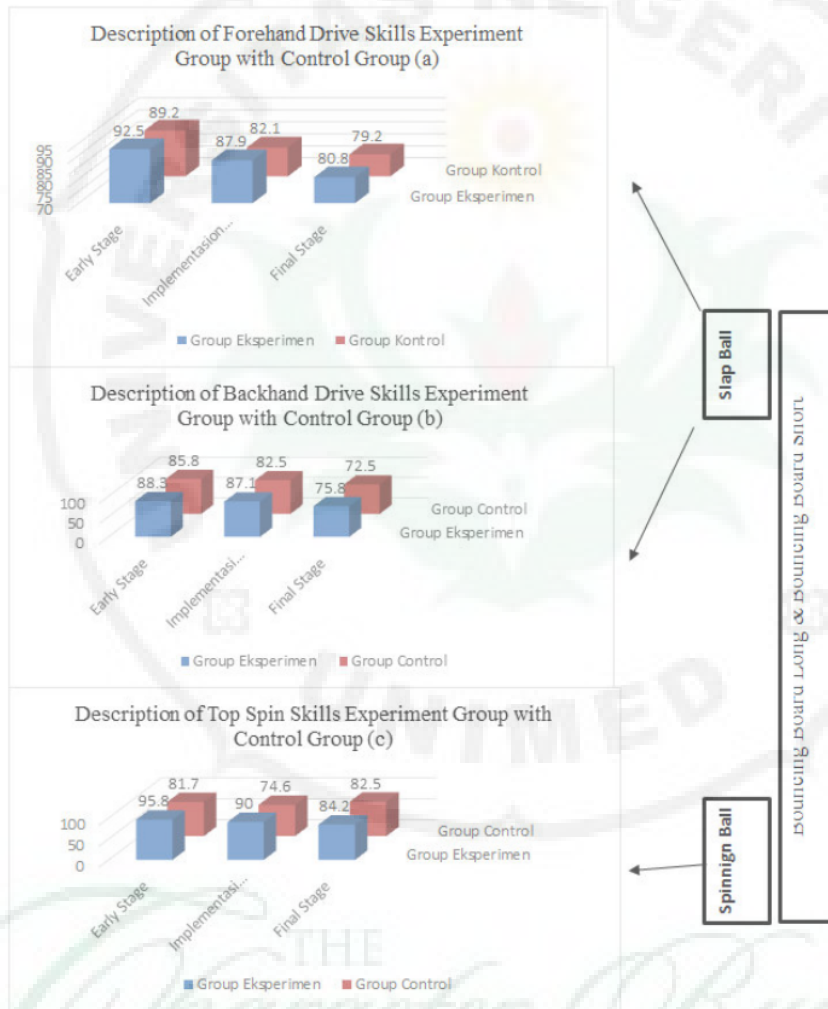 Description of Forehand Drive Skills Experiment
Group with Control Group (a)
89.2
92.5
82.1
87.9
79.2
80.8
95
90
85
80
75
70
Group Kontrol
Group Eksperimen
Early Stage
Implementasion...
Final Stage
Group Eksperimen
Group Kontrol
Description of Backhand Drive Skills Experiment
Group with Control Group (b)
85.8
88.3
82.5
87.1
72.5
75.8
100
50
0
Group Control
Group Eksperimen
Early Stage
Implementasi...
Final Stage
Group Eksperimen
Group Control
Description of Top Spin Skills Experiment Group with
Control Group (c)
81.7
95.8
74.6
90
82.5
84.2
100
50
0
Group Control
Group Eksperimen
Early Stage
Implementasi...
Final Stage
Group Eksperimen
Group Control
Slap Ball
Spinnign Ball
UNIMED
THE